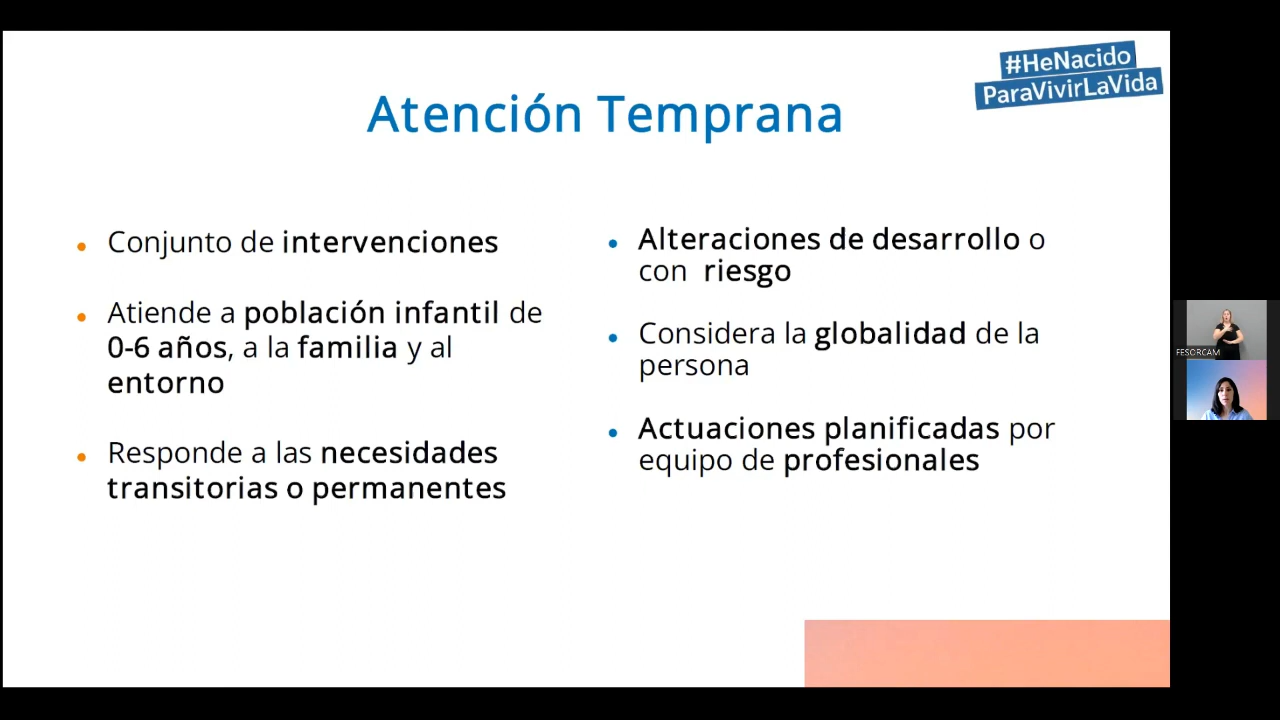 #HeNacido
ParaVivirLaVida
Atención Temprana
• Conjunto de intervenciones
• Atiende a población infantil de
0-6 años, a la familia y al
entorno
• Responde a las necesidades
transitorias o permanentes
• Alteraciones de desarrollo o
con riesgo
• Considera la globalidad de la
persona
• Actuaciones planificadas por
equipo de profesionales
FESORCAM